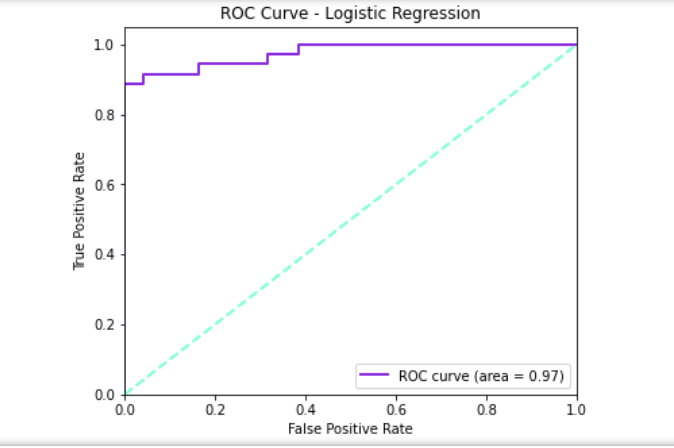 ROC Curve - Logistic Regression
True Positive Rate
1.0
0.8
0.6
0.4
0.2
0.0
ROC curve (area = 0.97)
0.0 0.2 0.4 0.6 0.8 1.0
False Positive Rate